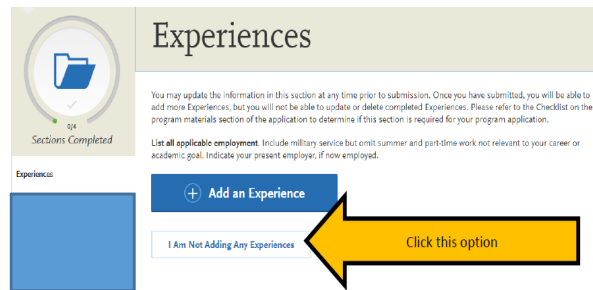 Experiences
You may update the information in this section at any time prior to submission. Once you have submitted, you will be able to
add more Experiences, but you will not be able to update or delete completed Experiences. Please refer to the Checklist on the
program materials section of the application to determine if this section is required for your program application.
0/4
Sections Completed
List all applicable employment. Include military service but omit summer and part-time work not relevant to your career or
academic goal. Indicate your present employer, if now employed.
Experiences
Add an Experience
I Am Not Adding Any Experiences
Click this option